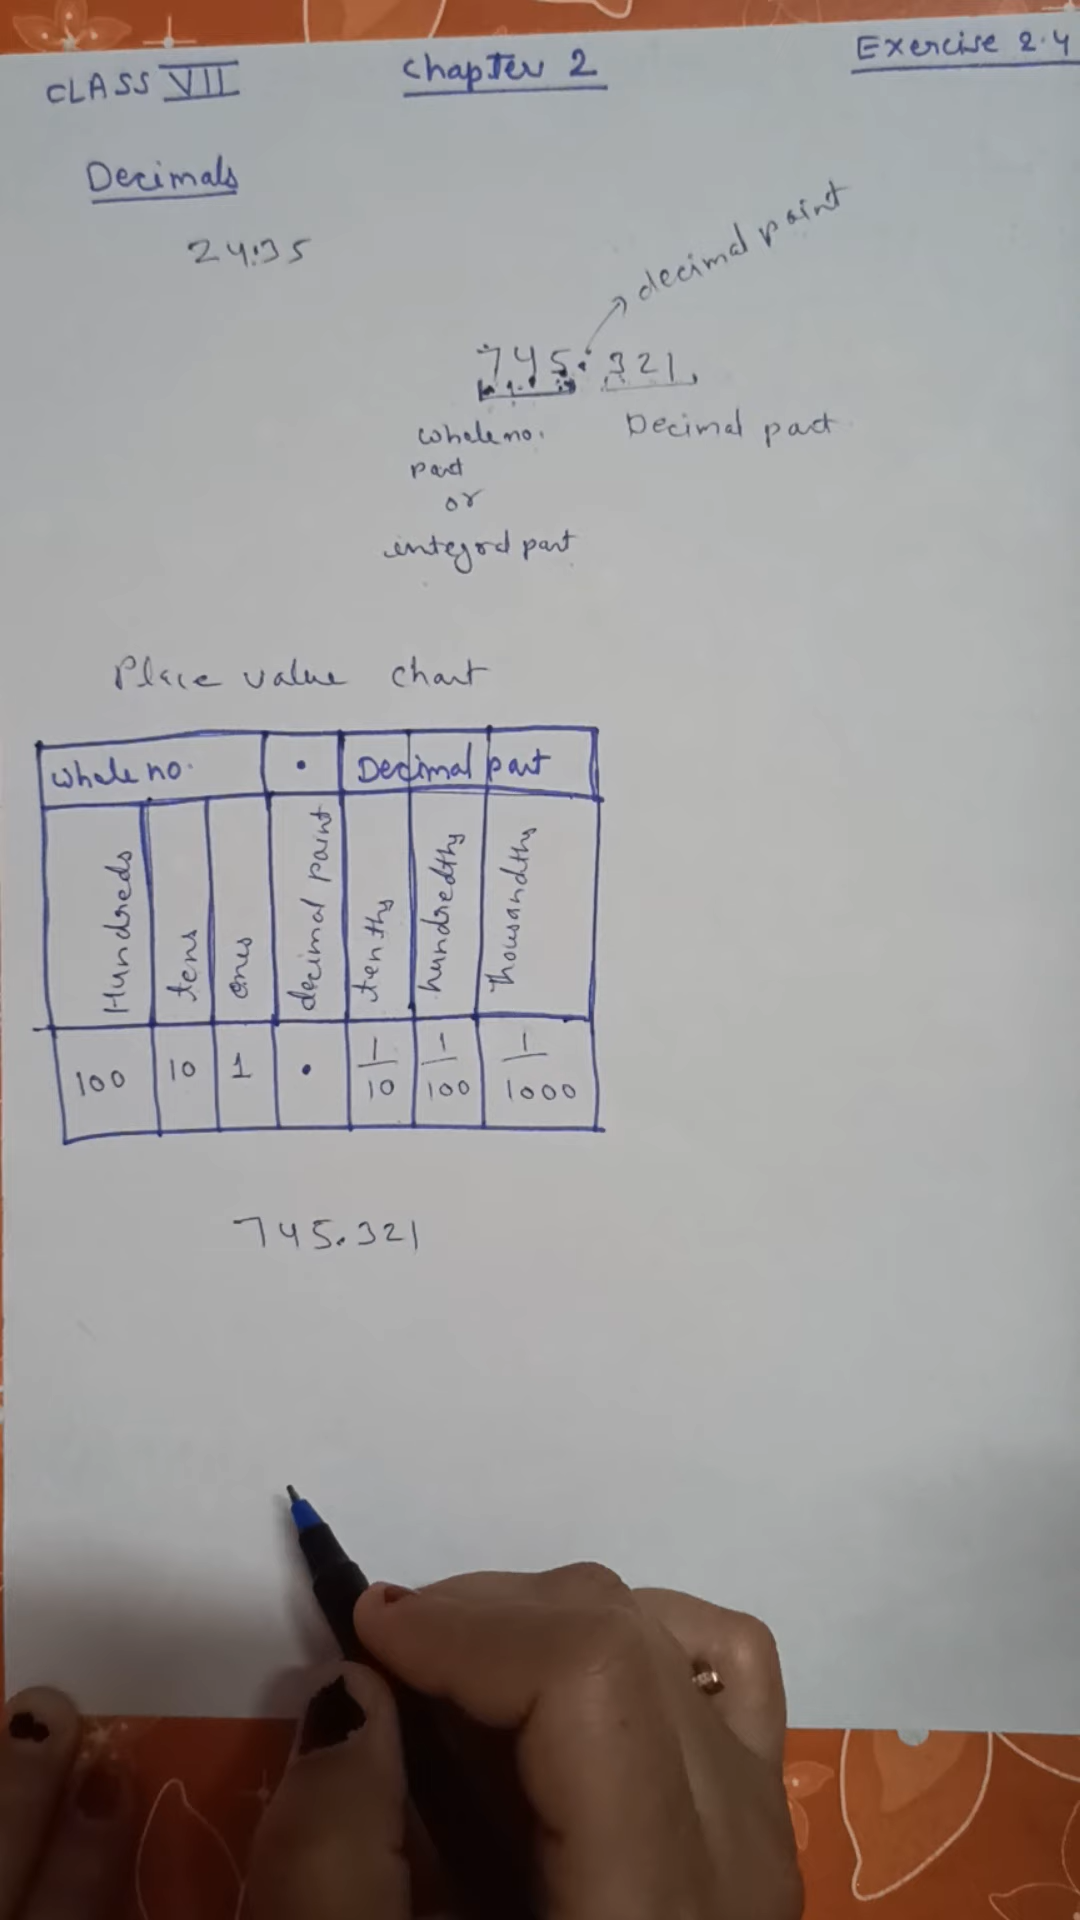 CLASS VII Chapter 2 Exercise 2.4
Decimals
24.35
decimal point
745.321
whole no. Decimal part
part
or
integral part
Place value chart
whole no. . Decimal part
Hundreds tens ones decimal point tenths hundredths Thousandths
100 10 1 . 1/10 1/100 1/1000
745.321